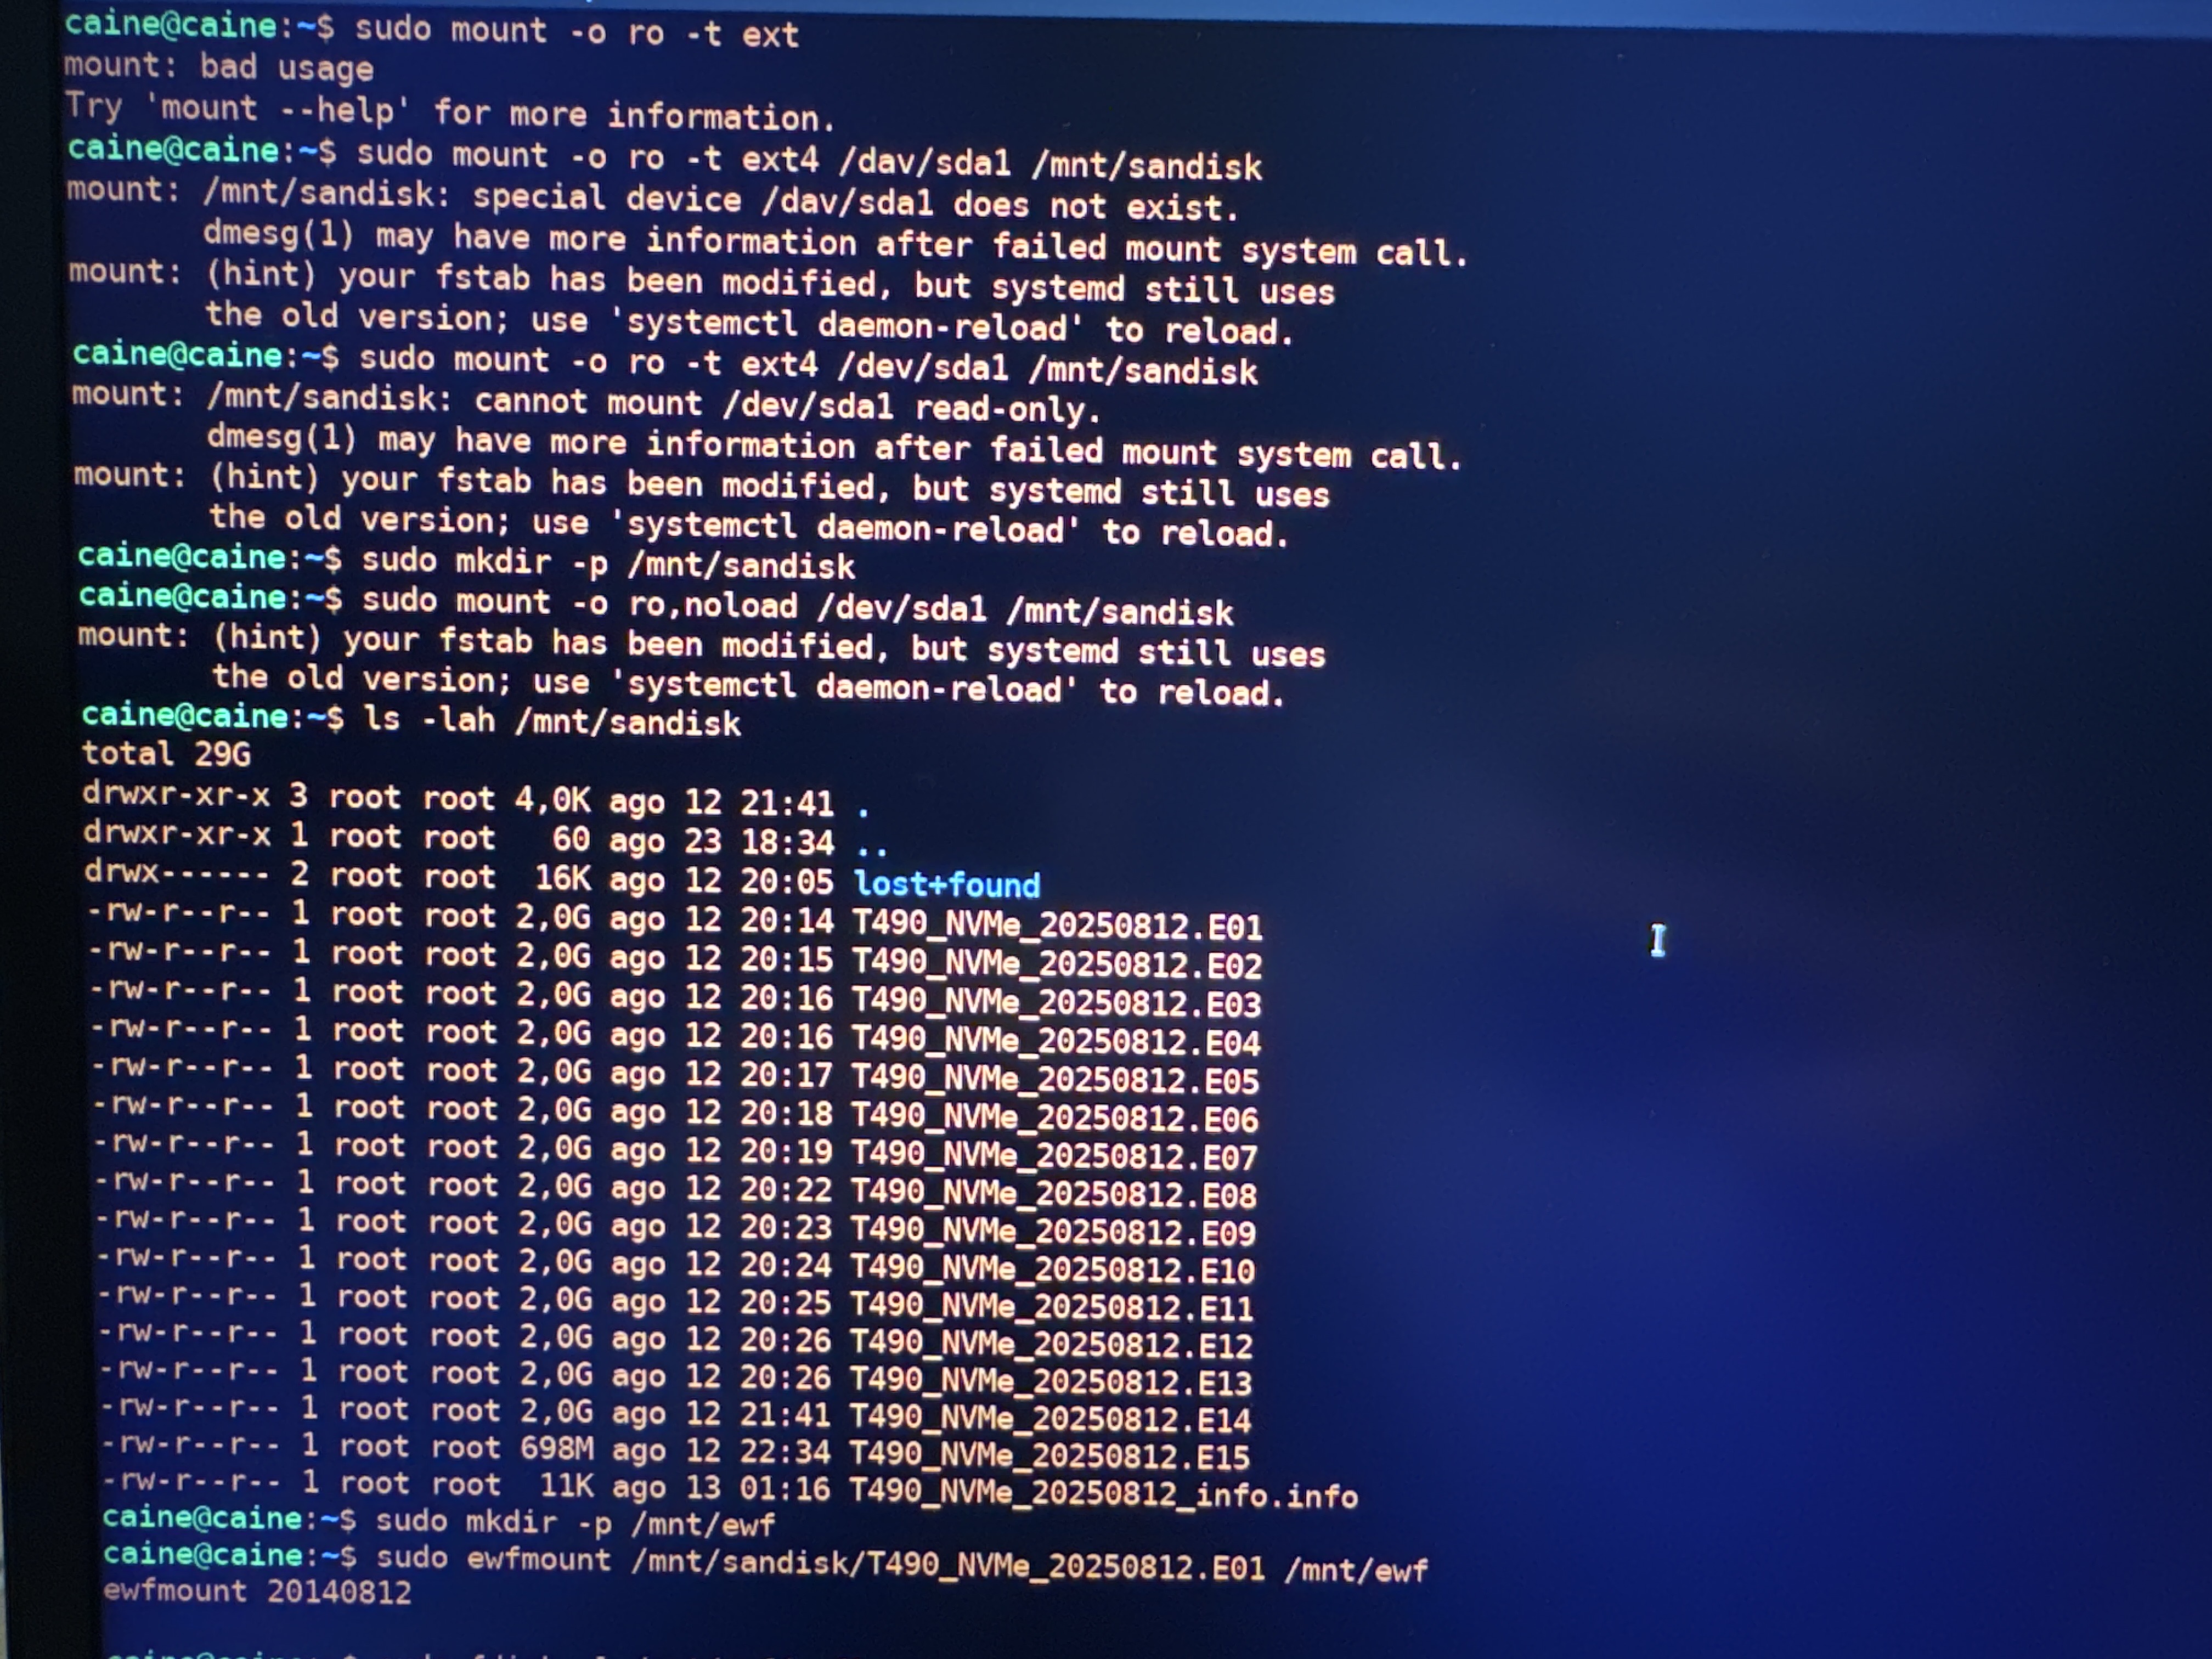 caine@caine:~$ sudo mount -o ro -t ext
mount: bad usage
Try 'mount --help' for more information.
caine@caine:~$ sudo mount -o ro -t ext4 /dav/sda1 /mnt/sandisk
mount: /mnt/sandisk: special device /dav/sda1 does not exist.
       dmesg(1) may have more information after failed mount system call.
mount: (hint) your fstab has been modified, but systemd still uses
       the old version; use 'systemctl daemon-reload' to reload.
caine@caine:~$ sudo mount -o ro -t ext4 /dev/sda1 /mnt/sandisk
mount: /mnt/sandisk: cannot mount /dev/sda1 read-only.
       dmesg(1) may have more information after failed mount system call.
mount: (hint) your fstab has been modified, but systemd still uses
       the old version; use 'systemctl daemon-reload' to reload.
caine@caine:~$ sudo mkdir -p /mnt/sandisk
caine@caine:~$ sudo mount -o ro,noload /dev/sda1 /mnt/sandisk
mount: (hint) your fstab has been modified, but systemd still uses
       the old version; use 'systemctl daemon-reload' to reload.
caine@caine:~$ ls -lah /mnt/sandisk
total 29G
drwxr-xr-x 3 root root 4,0K ago 12 21:41 .
drwxr-xr-x 1 root root   60 ago 23 18:34 ..
drwx------ 2 root root  16K ago 12 20:05 lost+found
-rw-r--r-- 1 root root 2,0G ago 12 20:14 T490_NVMe_20250812.E01
-rw-r--r-- 1 root root 2,0G ago 12 20:15 T490_NVMe_20250812.E02
-rw-r--r-- 1 root root 2,0G ago 12 20:16 T490_NVMe_20250812.E03
-rw-r--r-- 1 root root 2,0G ago 12 20:16 T490_NVMe_20250812.E04
-rw-r--r-- 1 root root 2,0G ago 12 20:17 T490_NVMe_20250812.E05
-rw-r--r-- 1 root root 2,0G ago 12 20:18 T490_NVMe_20250812.E06
-rw-r--r-- 1 root root 2,0G ago 12 20:19 T490_NVMe_20250812.E07
-rw-r--r-- 1 root root 2,0G ago 12 20:22 T490_NVMe_20250812.E08
-rw-r--r-- 1 root root 2,0G ago 12 20:23 T490_NVMe_20250812.E09
-rw-r--r-- 1 root root 2,0G ago 12 20:24 T490_NVMe_20250812.E10
-rw-r--r-- 1 root root 2,0G ago 12 20:25 T490_NVMe_20250812.E11
-rw-r--r-- 1 root root 2,0G ago 12 20:26 T490_NVMe_20250812.E12
-rw-r--r-- 1 root root 2,0G ago 12 20:26 T490_NVMe_20250812.E13
-rw-r--r-- 1 root root 2,0G ago 12 21:41 T490_NVMe_20250812.E14
-rw-r--r-- 1 root root 698M ago 12 22:34 T490_NVMe_20250812.E15
-rw-r--r-- 1 root root  11K ago 13 01:16 T490_NVMe_20250812_info.info
caine@caine:~$ sudo mkdir -p /mnt/ewf
caine@caine:~$ sudo ewfmount /mnt/sandisk/T490_NVMe_20250812.E01 /mnt/ewf
ewfmount 20140812